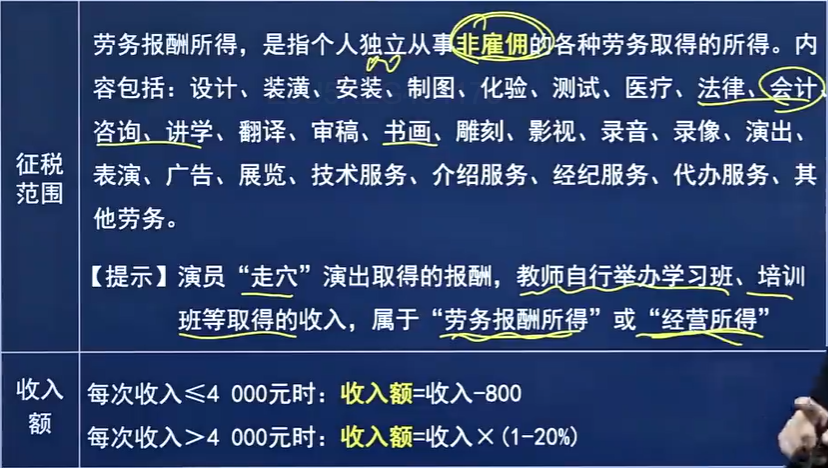 征税
范围
劳务报酬所得，是指个人独立从事非雇佣的各种劳务取得的所得。内
容包括：设计、装潢、安装、制图、化验、测试、医疗、法律、会计、
咨询、讲学、翻译、审稿、书画、雕刻、影视、录音、录像、演出、
表演、广告、展览、技术服务、介绍服务、经纪服务、代办服务、其
他劳务。
【提示】演员“走穴”演出取得的报酬，教师自行举办学习班、培训
班等取得的收入，属于“劳务报酬所得”或“经营所得”
收入
额
每次收入≤4 000元时：收入额=收入-800
每次收入＞4 000元时：收入额=收入×(1-20%)